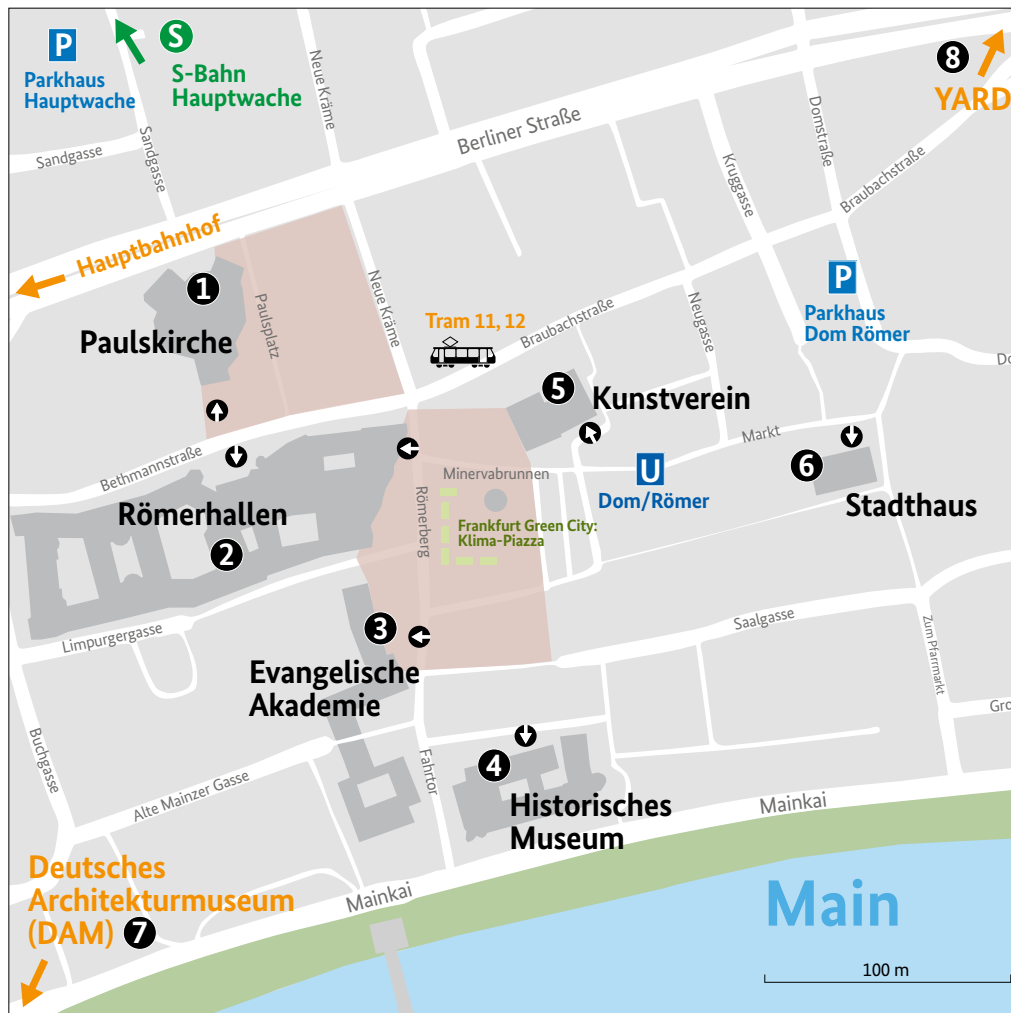 P
Parkhaus
Hauptwache
S
S-Bahn
Hauptwache
Neue Kräme
8
YARD
Sandgasse
Sandgasse
Berliner Straße
Domstraße
Kruggasse
Braubachstraße
Hauptbahnhof
1
Paulskirche
Paulsplatz
Neue Kräme
Tram 11, 12
Braubachstraße
Neugasse
P
Parkhaus
Dom Römer
Do
5
Kunstverein
Markt
6
Stadthaus
Bethmannstraße
Römerhallen
2
Römerberg
Minervabrunnen
U
Dom/Römer
Frankfurt Green City:
Klima-Piazza
Limpurgergasse
3
Evangelische
Akademie
Saalgasse
Zum Pfarrmarkt
Gro
Buchgasse
Alte Mainzer Gasse
Fahrtor
4
Historisches
Museum
Mainkai
Mainkai
Deutsches
Architekturmuseum
(DAM) 7
Main
100 m